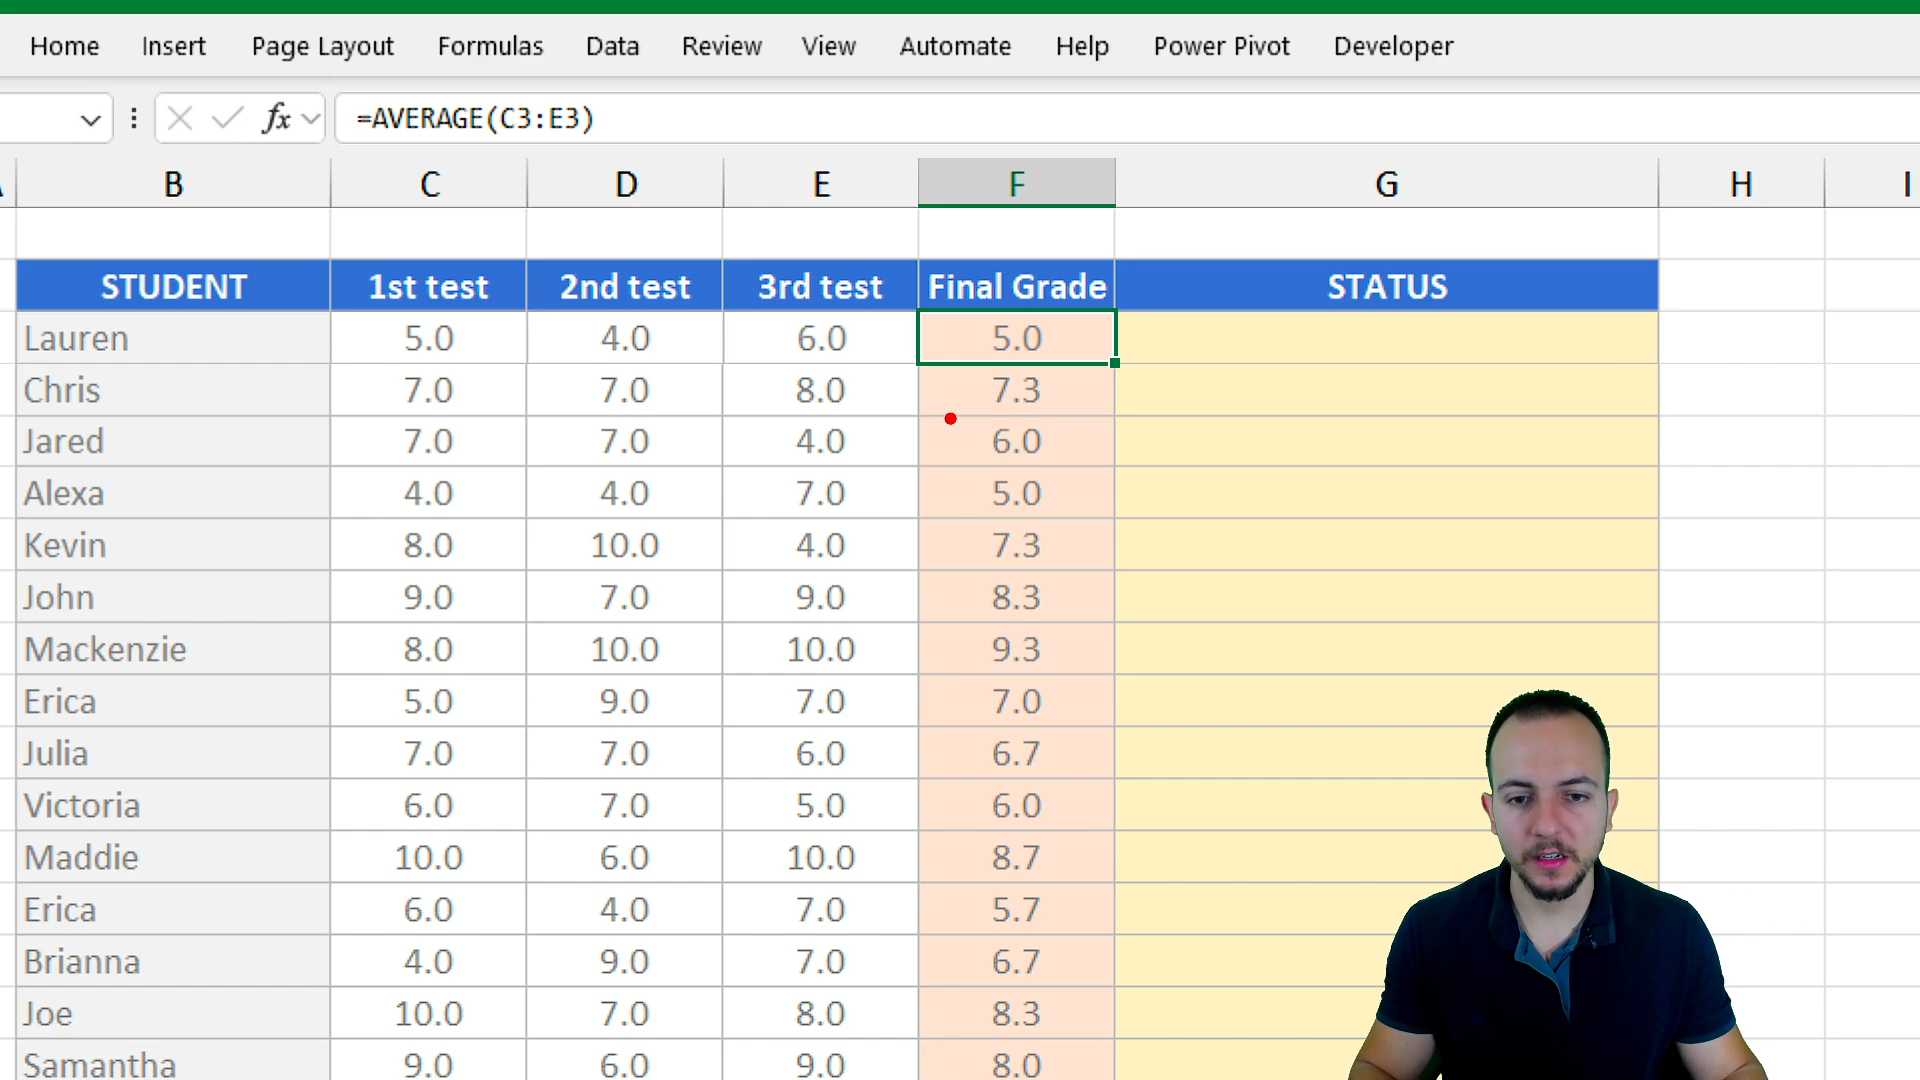 Home Insert Page Layout Formulas Data Review View Automate Help Power Pivot Developer
fx =AVERAGE(C3:E3)
B C D E F G H I
STUDENT 1st test 2nd test 3rd test Final Grade STATUS
Lauren 5.0 4.0 6.0 5.0
Chris 7.0 7.0 8.0 7.3
Jared 7.0 7.0 4.0 6.0
Alexa 4.0 4.0 7.0 5.0
Kevin 8.0 10.0 4.0 7.3
John 9.0 7.0 9.0 8.3
Mackenzie 8.0 10.0 10.0 9.3
Erica 5.0 9.0 7.0 7.0
Julia 7.0 7.0 6.0 6.7
Victoria 6.0 7.0 5.0 6.0
Maddie 10.0 6.0 10.0 8.7
Erica 6.0 4.0 7.0 5.7
Brianna 4.0 9.0 7.0 6.7
Joe 10.0 7.0 8.0 8.3
Samantha 9.0 6.0 9.0 8.0